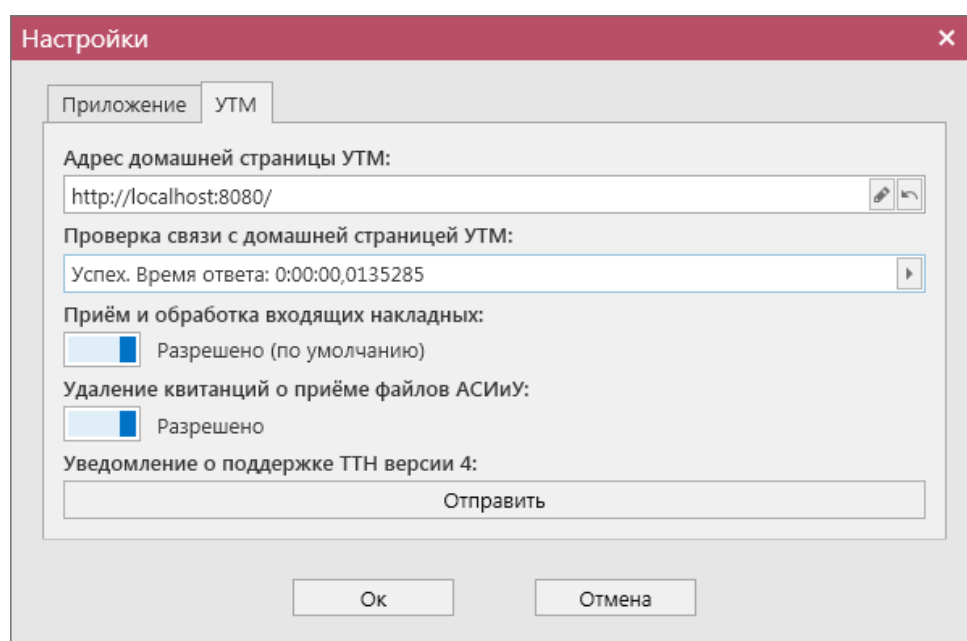 Настройки
Приложение УТМ
Адрес домашней страницы УТМ:
http://localhost:8080/
Проверка связи с домашней страницей УТМ:
Успех. Время ответа: 0:00:00,0135285
Приём и обработка входящих накладных:
Разрешено (по умолчанию)
Удаление квитанций о приёме файлов АСИиУ:
Разрешено
Уведомление о поддержке ТТН версии 4:
Отправить
Ок Отмена